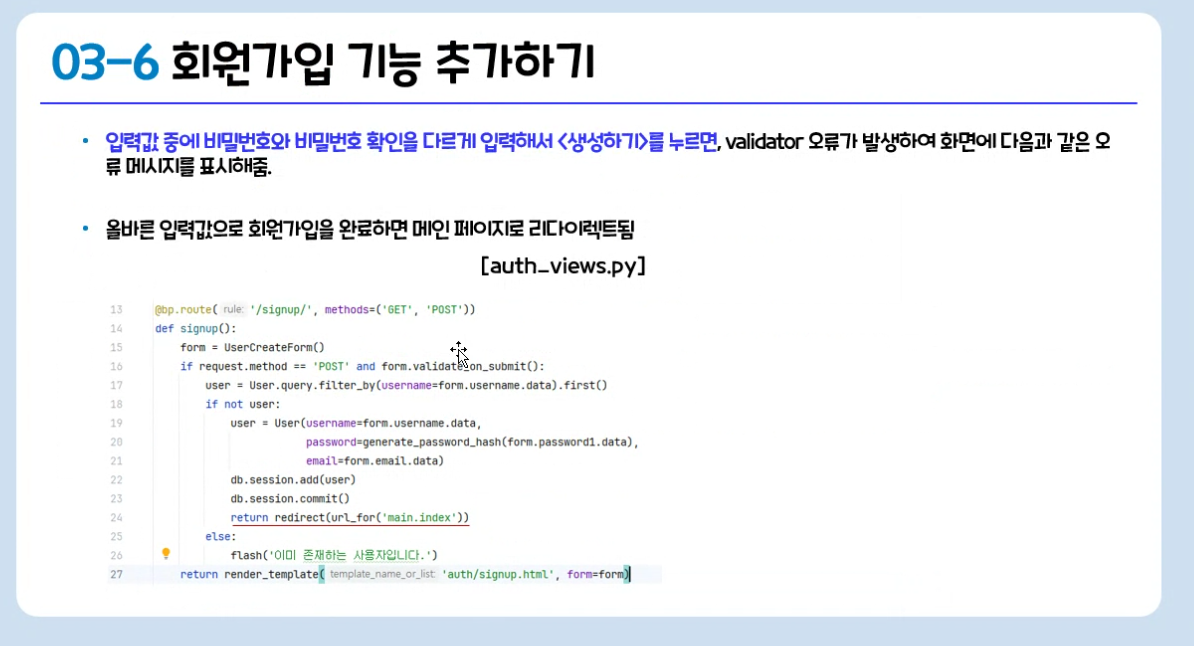 03-6 회원가입 기능 추가하기
• 입력값 중에 비밀번호와 비밀번호 확인을 다르게 입력해서 <생성하기>를 누르면, validator 오류가 발생하여 화면에 다음과 같은 오
류 메시지를 표시해줌.
• 올바른 입력값으로 회원가입을 완료하면 메인 페이지로 리다이렉트됨
[auth_views.py]
13 @bp.route( rule: '/signup/', methods=('GET', 'POST'))
14 def signup():
15 form = UserCreateForm()
16 if request.method == 'POST' and form.validate_on_submit():
17 user = User.query.filter_by(username=form.username.data).first()
18 if not user:
19 user = User(username=form.username.data,
20 password=generate_password_hash(form.password1.data),
21 email=form.email.data)
22 db.session.add(user)
23 db.session.commit()
24 return redirect(url_for('main.index'))
25 else:
26 flash('이미 존재하는 사용자입니다.')
27 return render_template( template_name_or_list: 'auth/signup.html', form=form)